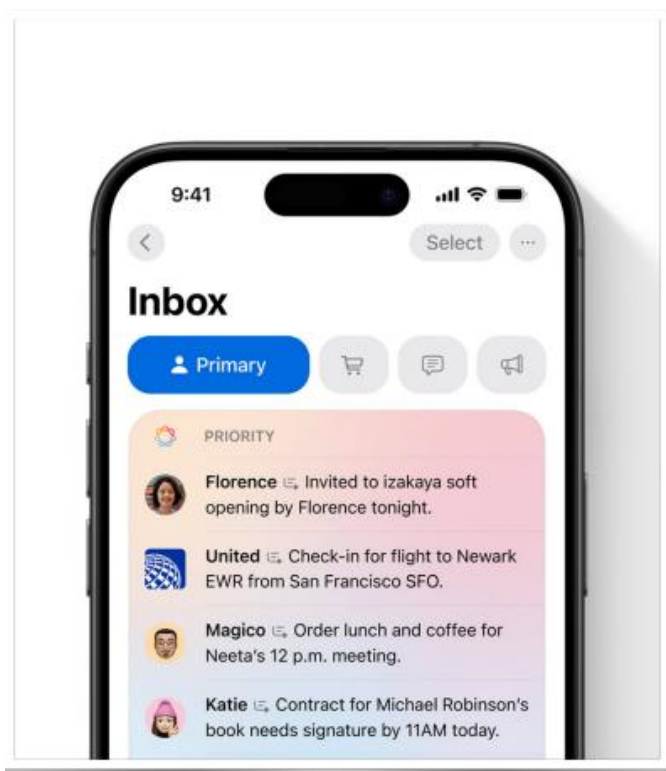 9:41
Select
Inbox
Primary
PRIORITY
Florence Invited to izakaya soft
opening by Florence tonight.
United Check-in for flight to Newark
EWR from San Francisco SFO.
Magico Order lunch and coffee for
Neeta's 12 p.m. meeting.
Katie Contract for Michael Robinson's
book needs signature by 11AM today.